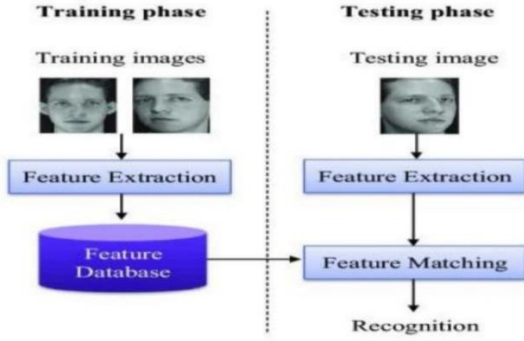 Training phase
Testing phase
Training images
Testing image
Feature Extraction
Feature Extraction
Feature
Database
Feature Matching
Recognition